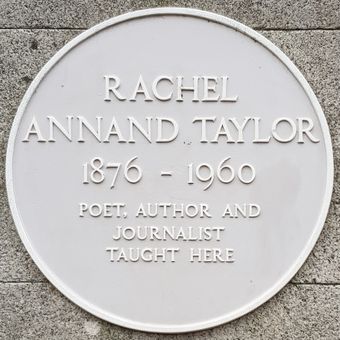 RACHEL
ANNAND TAYLOR
1876 - 1960
POET, AUTHOR AND
JOURNALIST
TAUGHT HERE